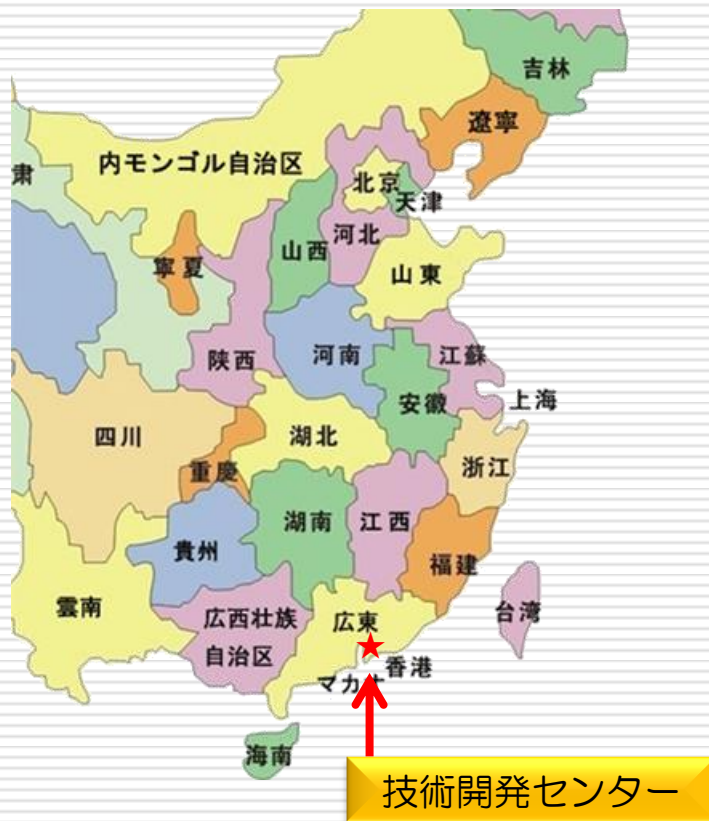 吉林
遼寧
内モンゴル自治区
粛
北京
天津
河北
山西
寧夏
山東
陕西
河南
江蘇
安徽
上海
四川
湖北
重慶
浙江
湖南
江西
貴州
福建
雲南
広西壮族
自治区
広東
台湾
香港
マカオ
海南
技術開発センター